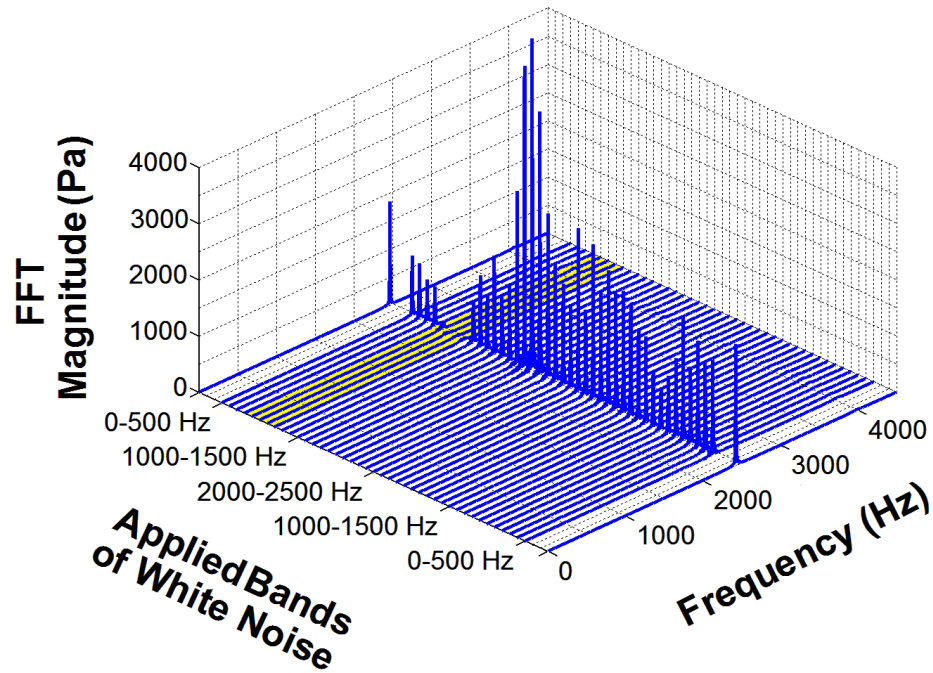 FFT
Magnitude (Pa)
4000
3000
2000
1000
0
0-500 Hz
1000-1500 Hz
2000-2500 Hz
1000-1500 Hz
0-500 Hz
Applied Bands
of White Noise
0
1000
2000
3000
4000
Frequency (Hz)